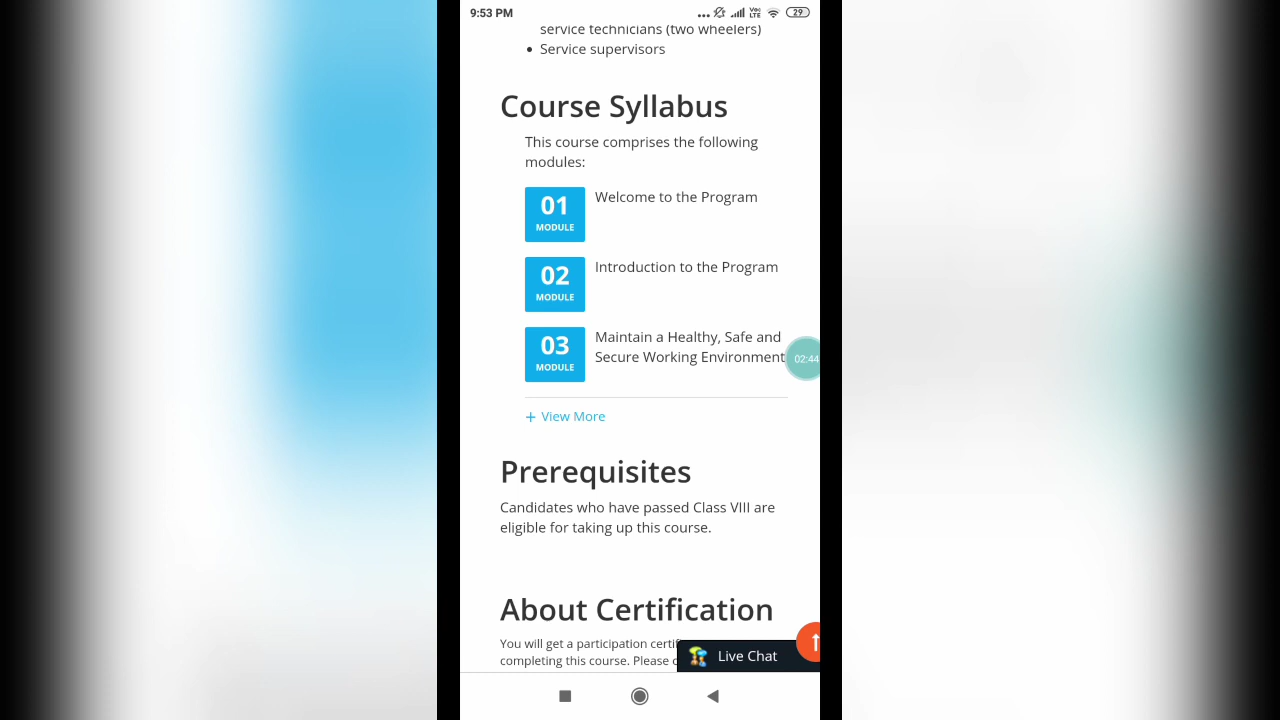 9:53 PM
Vo
LTE
29
service technicians (two wheelers)
• Service supervisors
Course Syllabus
This course comprises the following
modules:
01
MODULE
Welcome to the Program
02
MODULE
Introduction to the Program
03
MODULE
Maintain a Healthy, Safe and
Secure Working Environment
02:44
+ View More
Prerequisites
Candidates who have passed Class VIII are
eligible for taking up this course.
About Certification
You will get a participation
completing this course. Please
Live Chat